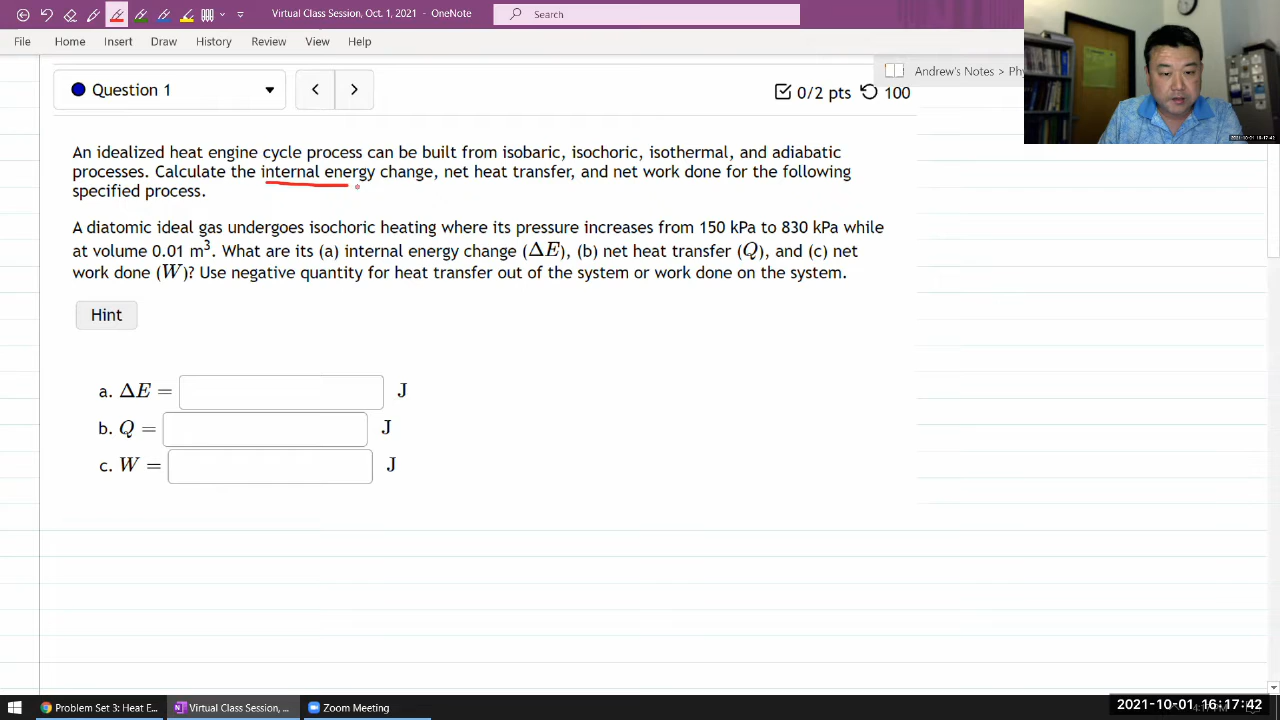 Virtual Class Session, Oct. 1, 2021 - OneNote
Search
File Home Insert Draw History Review View Help
Andrew's Notes > Ph
Question 1
0/2 pts 100
An idealized heat engine cycle process can be built from isobaric, isochoric, isothermal, and adiabatic
processes. Calculate the internal energy change, net heat transfer, and net work done for the following
specified process.
A diatomic ideal gas undergoes isochoric heating where its pressure increases from 150 kPa to 830 kPa while
at volume 0.01 m³. What are its (a) internal energy change (ΔE), (b) net heat transfer (Q), and (c) net
work done (W)? Use negative quantity for heat transfer out of the system or work done on the system.
Hint
a. ΔE = J
b. Q = J
c. W = J
Problem Set 3: Heat E...
Virtual Class Session, ...
Zoom Meeting
2021-10-01 16:17:42
2021-10-01 16:17:42